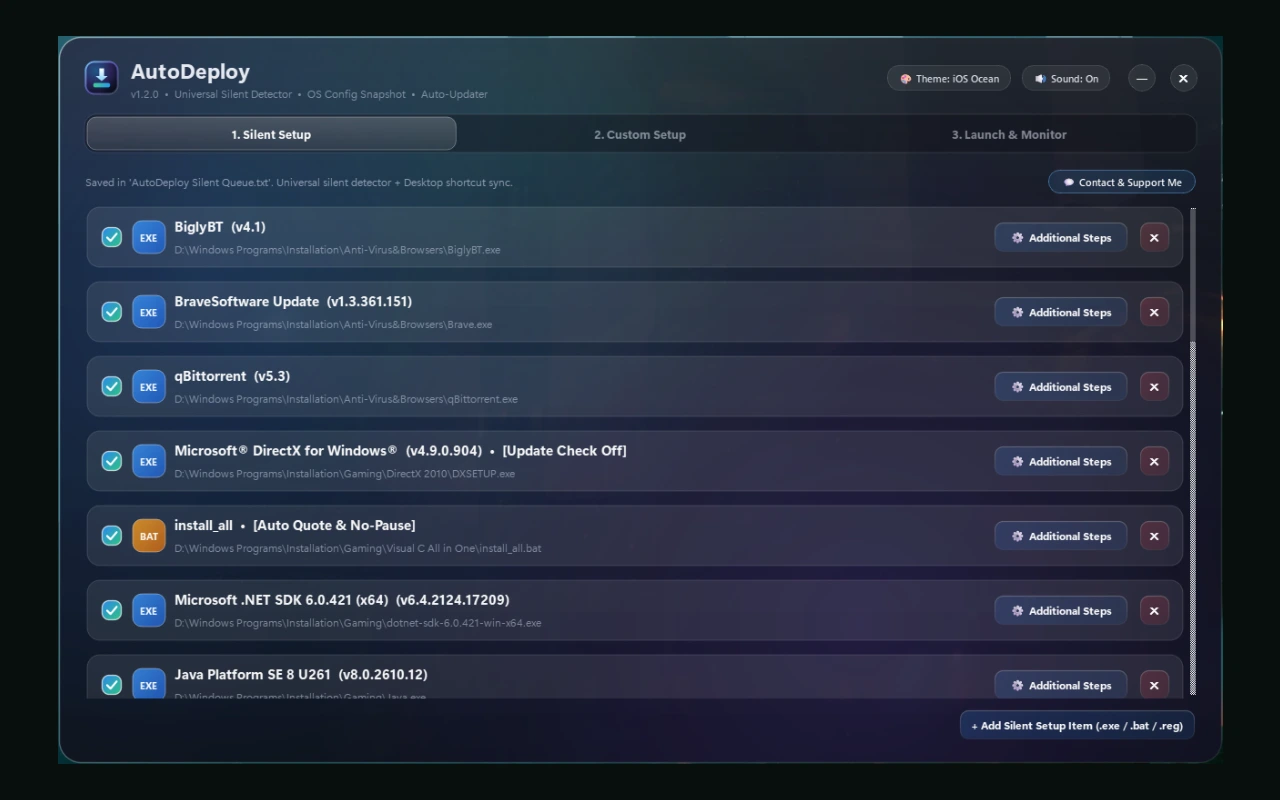 AutoDeploy
v1.2.0 • Universal Silent Detector • OS Config Snapshot • Auto-Updater
Theme: iOS Ocean
Sound: On
1. Silent Setup
2. Custom Setup
3. Launch & Monitor
Saved in 'AutoDeploy Silent Queue.txt'. Universal silent detector + Desktop shortcut sync.
Contact & Support Me
EXE
BiglyBT (v4.1)
D:\Windows Programs\Installation\Anti-Virus&Browsers\BiglyBT.exe
Additional Steps
EXE
BraveSoftware Update (v1.3.361.151)
D:\Windows Programs\Installation\Anti-Virus&Browsers\Brave.exe
Additional Steps
EXE
qBittorrent (v5.3)
D:\Windows Programs\Installation\Anti-Virus&Browsers\qBittorrent.exe
Additional Steps
EXE
Microsoft® DirectX for Windows® (v4.9.0.904) • [Update Check Off]
D:\Windows Programs\Installation\Gaming\DirectX 2010\DXSETUP.exe
Additional Steps
BAT
install_all • [Auto Quote & No-Pause]
D:\Windows Programs\Installation\Gaming\Visual C All in One\install_all.bat
Additional Steps
EXE
Microsoft .NET SDK 6.0.421 (x64) (v6.4.2124.17209)
D:\Windows Programs\Installation\Gaming\dotnet-sdk-6.0.421-win-x64.exe
Additional Steps
EXE
Java Platform SE 8 U261 (v8.0.2610.12)
D:\Windows Programs\Installation\Gaming\Java.exe
Additional Steps
+ Add Silent Setup Item (.exe / .bat / .reg)